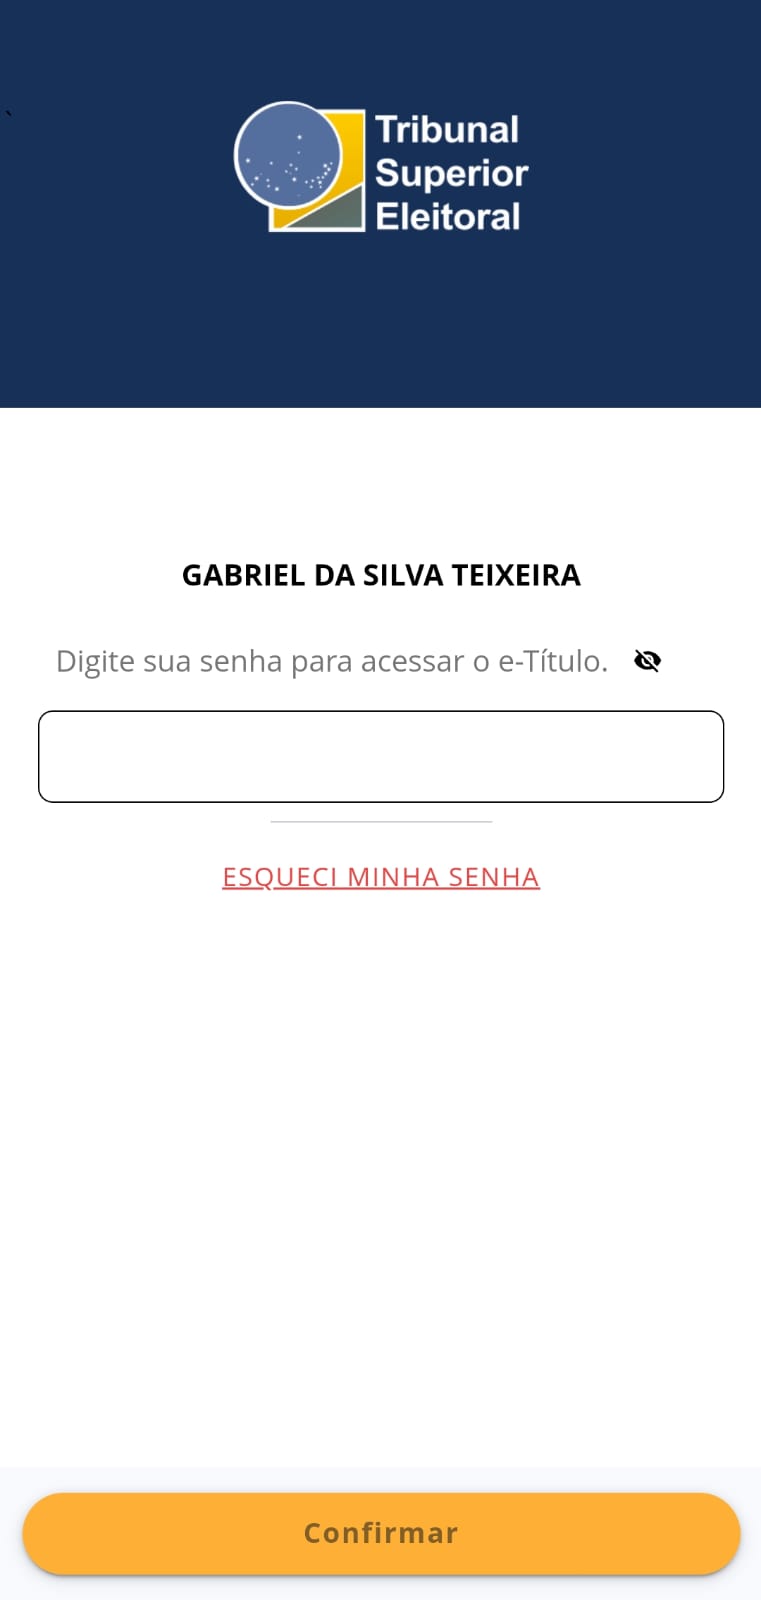 Tribunal
Superior
Eleitoral
GABRIEL DA SILVA TEIXEIRA
Digite sua senha para acessar o e-Título.
ESQUECI MINHA SENHA
Confirmar